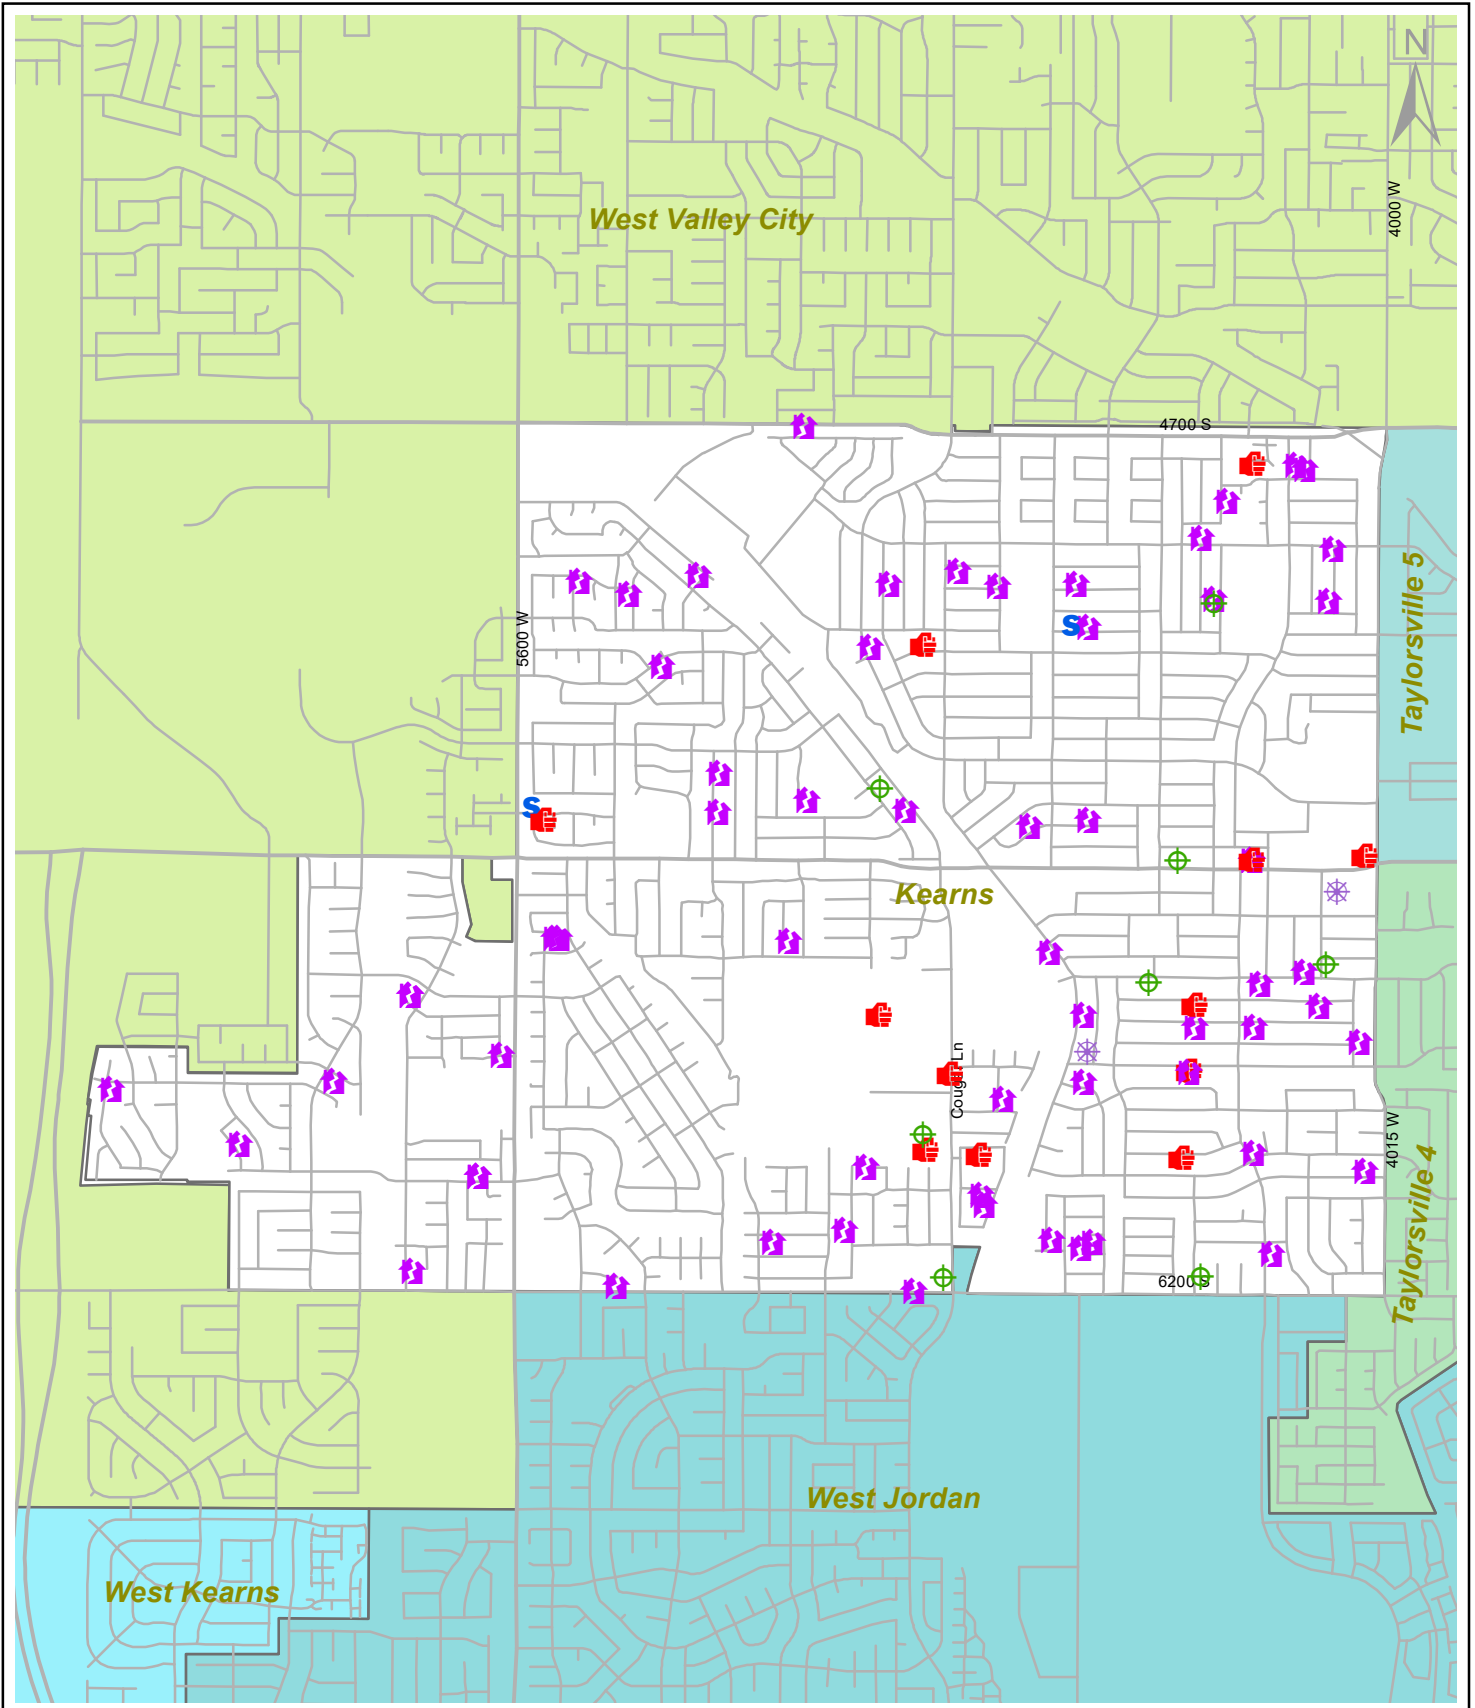 N
4000 W
West Valley City
4700 S
Taylorsville 5
5600 W
S
S
Kearns
Cougar Ln
4015 W
Taylorsville 4
6200 S
West Jordan
West Kearns